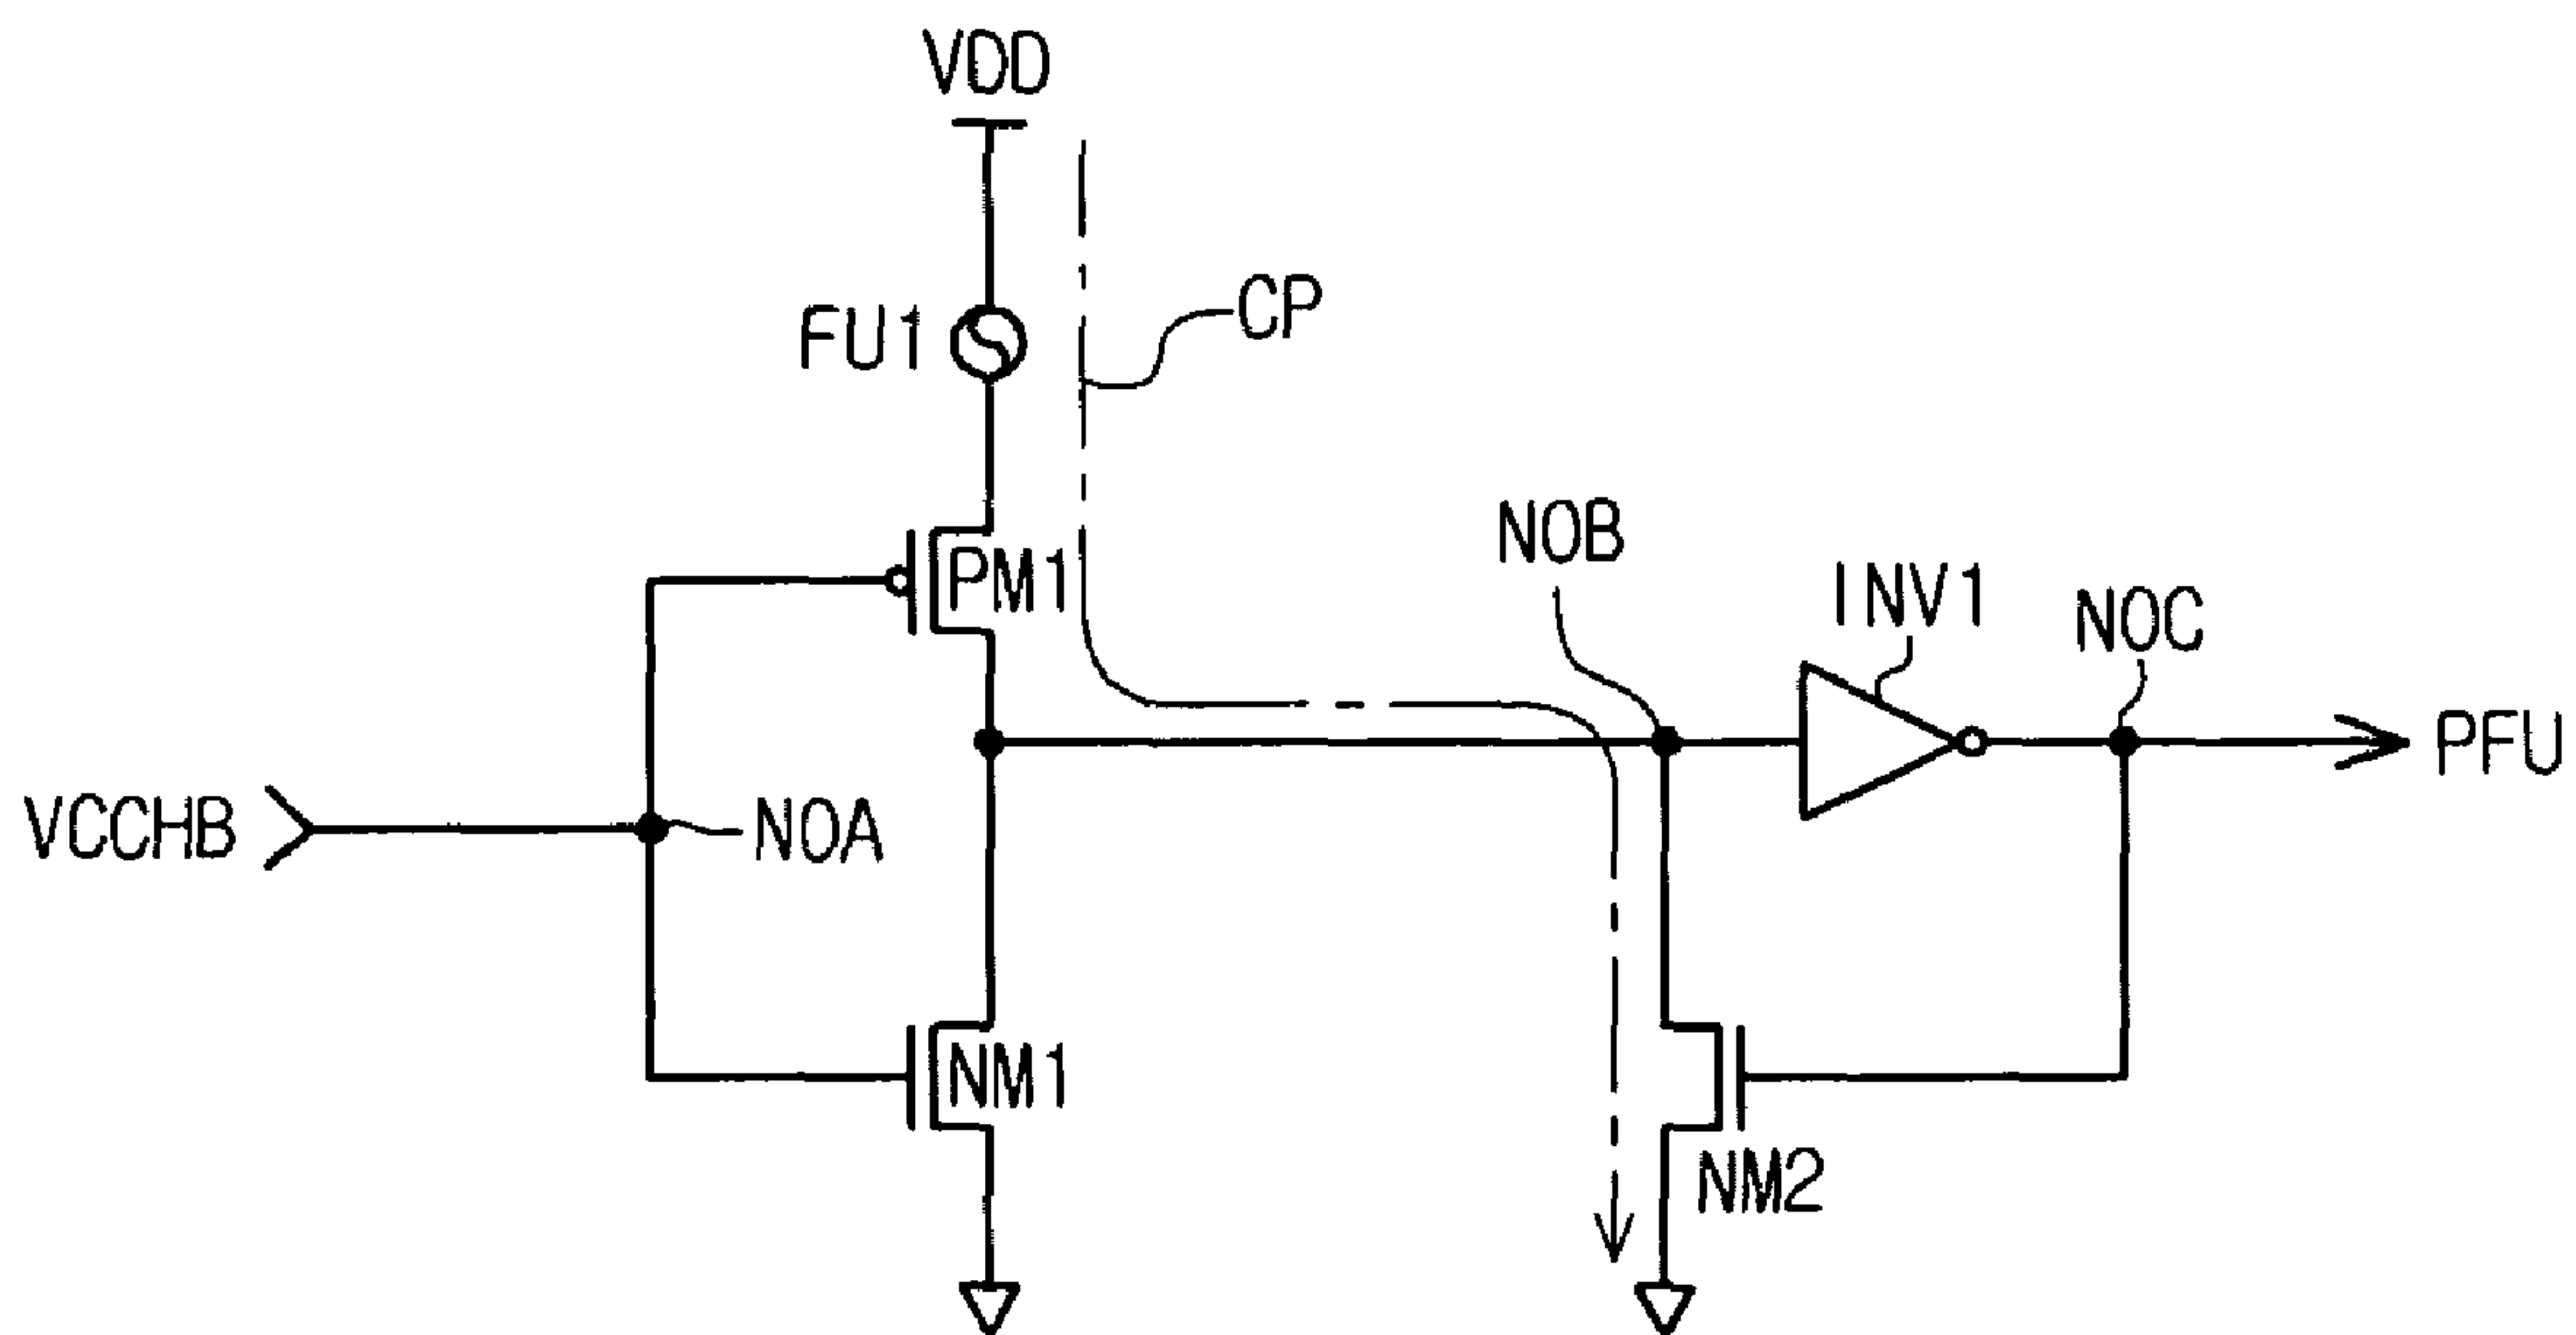 VDD
FU1
CP
PM1
NOB
INV1
NOC
PFU
VCCHB
NOA
NM1
NM2